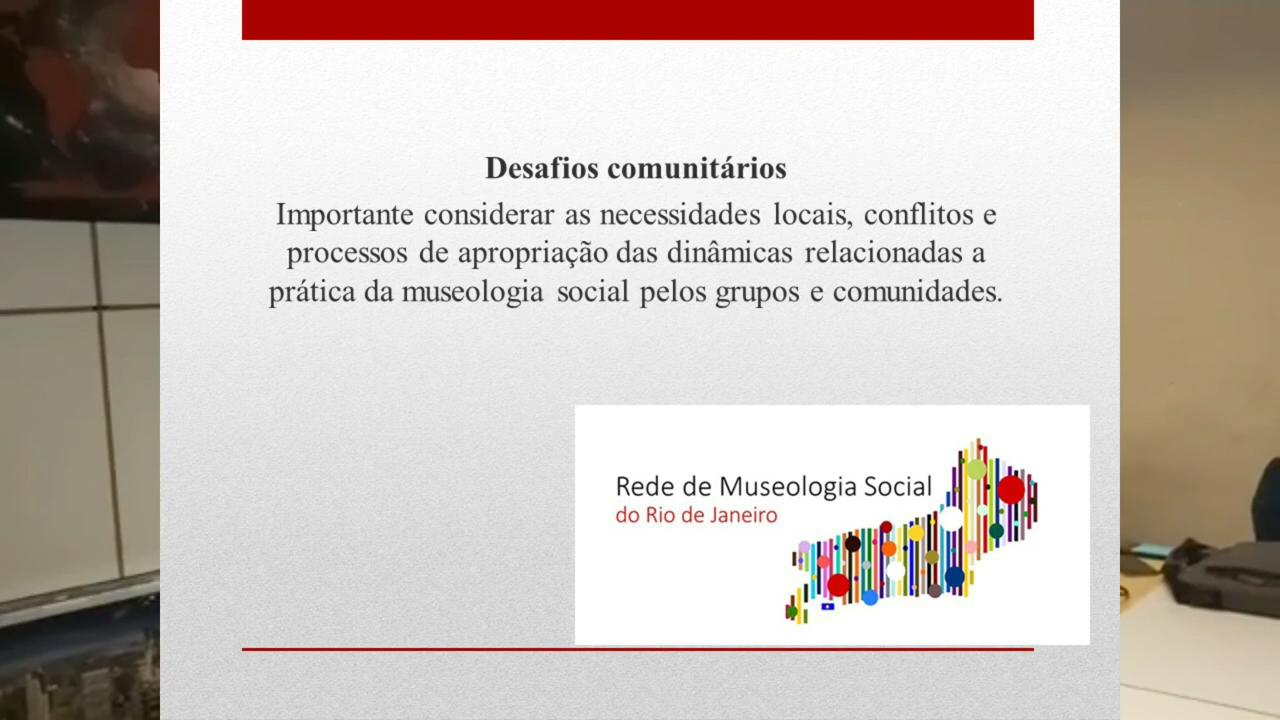 Desafios comunitários
Importante considerar as necessidades locais, conflitos e
processos de apropriação das dinâmicas relacionadas a
prática da museologia social pelos grupos e comunidades.
Rede de Museologia Social
do Rio de Janeiro